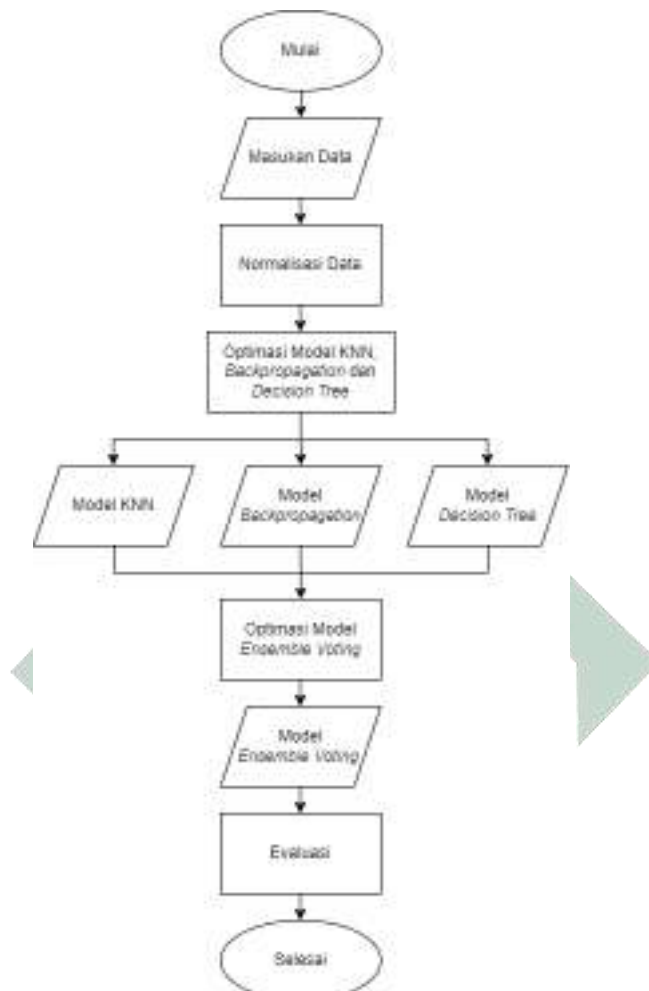 Mulai
Masukan Data
Normalisasi Data
Optimasi Model KNN,
Backpropagation dan
Decision Tree
Model KNN
Model
Backpropagation
Model
Decision Tree
Optimasi Model
Ensemble Voting
Model
Ensemble Voting
Evaluasi
Selesai